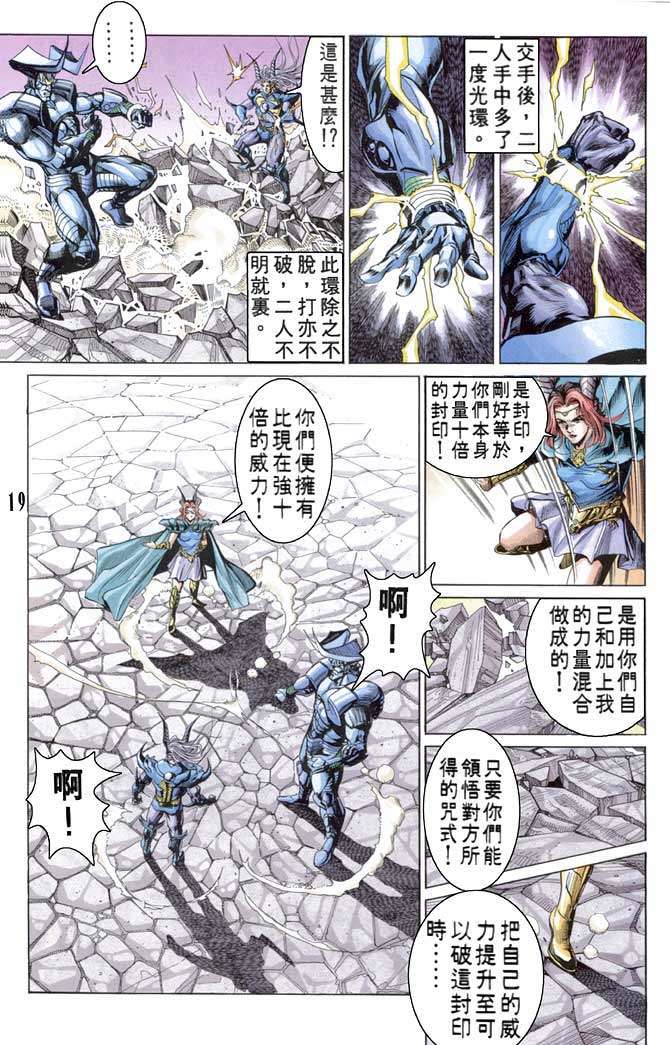 交手後，二
人手中多了
一度光環。
這是甚麼!?
⋯⋯
此環除之不
脫，打亦不
破，二人不
明就裏。
是封印，
剛好等於
你們本身
力量十倍
的封印！
是用你們自
己和加上我
的力量混合
做成的！
只要你們能
領悟對方所
得的咒式！
把自己的威
力提升至可
以破這封印
時⋯⋯
你們便擁有
比現在強十
倍的威力！
啊！
啊！
19